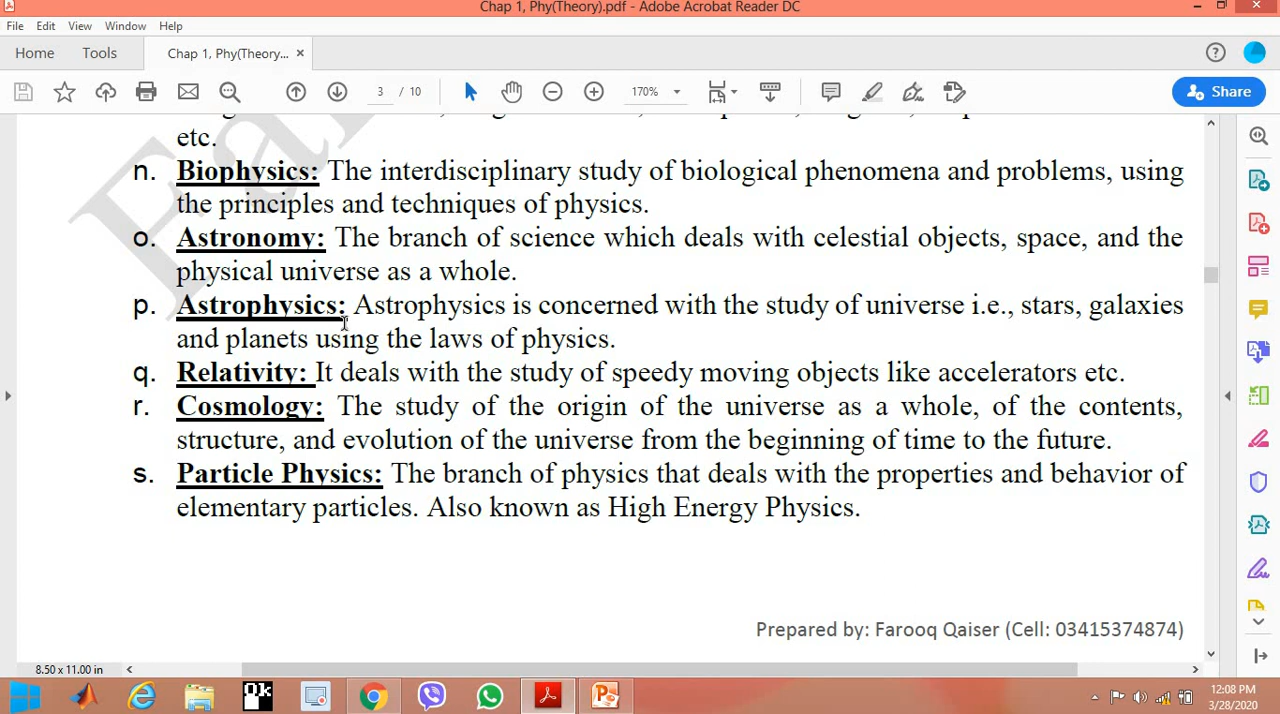 Chap 1, Phy(Theory).pdf - Adobe Acrobat Reader DC
File Edit View Window Help
Home Tools Chap 1, Phy(Theory... ×
3 / 10 170% Share
etc.
n. Biophysics: The interdisciplinary study of biological phenomena and problems, using
the principles and techniques of physics.
o. Astronomy: The branch of science which deals with celestial objects, space, and the
physical universe as a whole.
p. Astrophysics: Astrophysics is concerned with the study of universe i.e., stars, galaxies
and planets using the laws of physics.
q. Relativity: It deals with the study of speedy moving objects like accelerators etc.
r. Cosmology: The study of the origin of the universe as a whole, of the contents,
structure, and evolution of the universe from the beginning of time to the future.
s. Particle Physics: The branch of physics that deals with the properties and behavior of
elementary particles. Also known as High Energy Physics.
Prepared by: Farooq Qaiser (Cell: 03415374874)
8.50 x 11.00 in
12:08 PM
3/28/2020